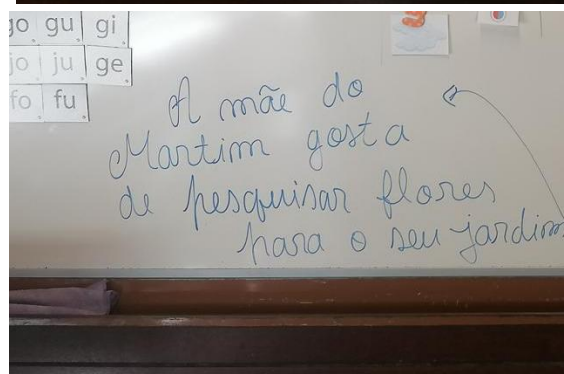 go gu gi
jo ju ge
fo fu
A mãe do
Martim gosta
de pesquisar flores
para o seu jardim